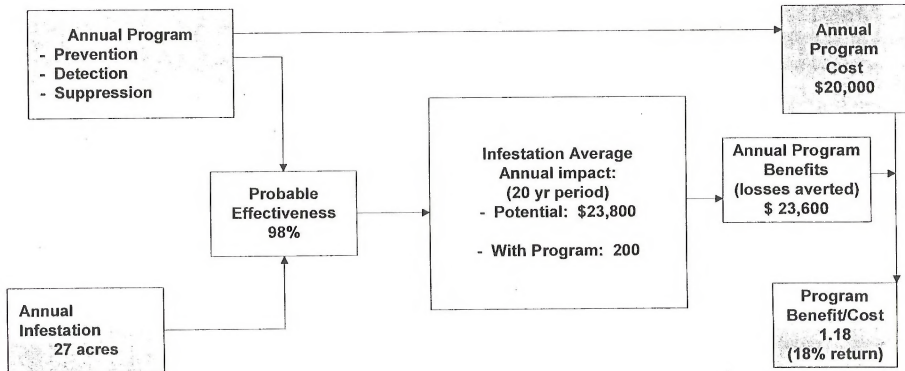 Annual Program
- Prevention
- Detection
- Suppression
Annual
Program
Cost
$20,000
Infestation Average
Annual impact:
(20 yr period)
- Potential: $23,800
- With Program: 200
Annual Program
Benefits
(losses averted)
$ 23,600
Probable
Effectiveness
98%
Annual
Infestation
27 acres
Program
Benefit/Cost
1.18
(18% return)